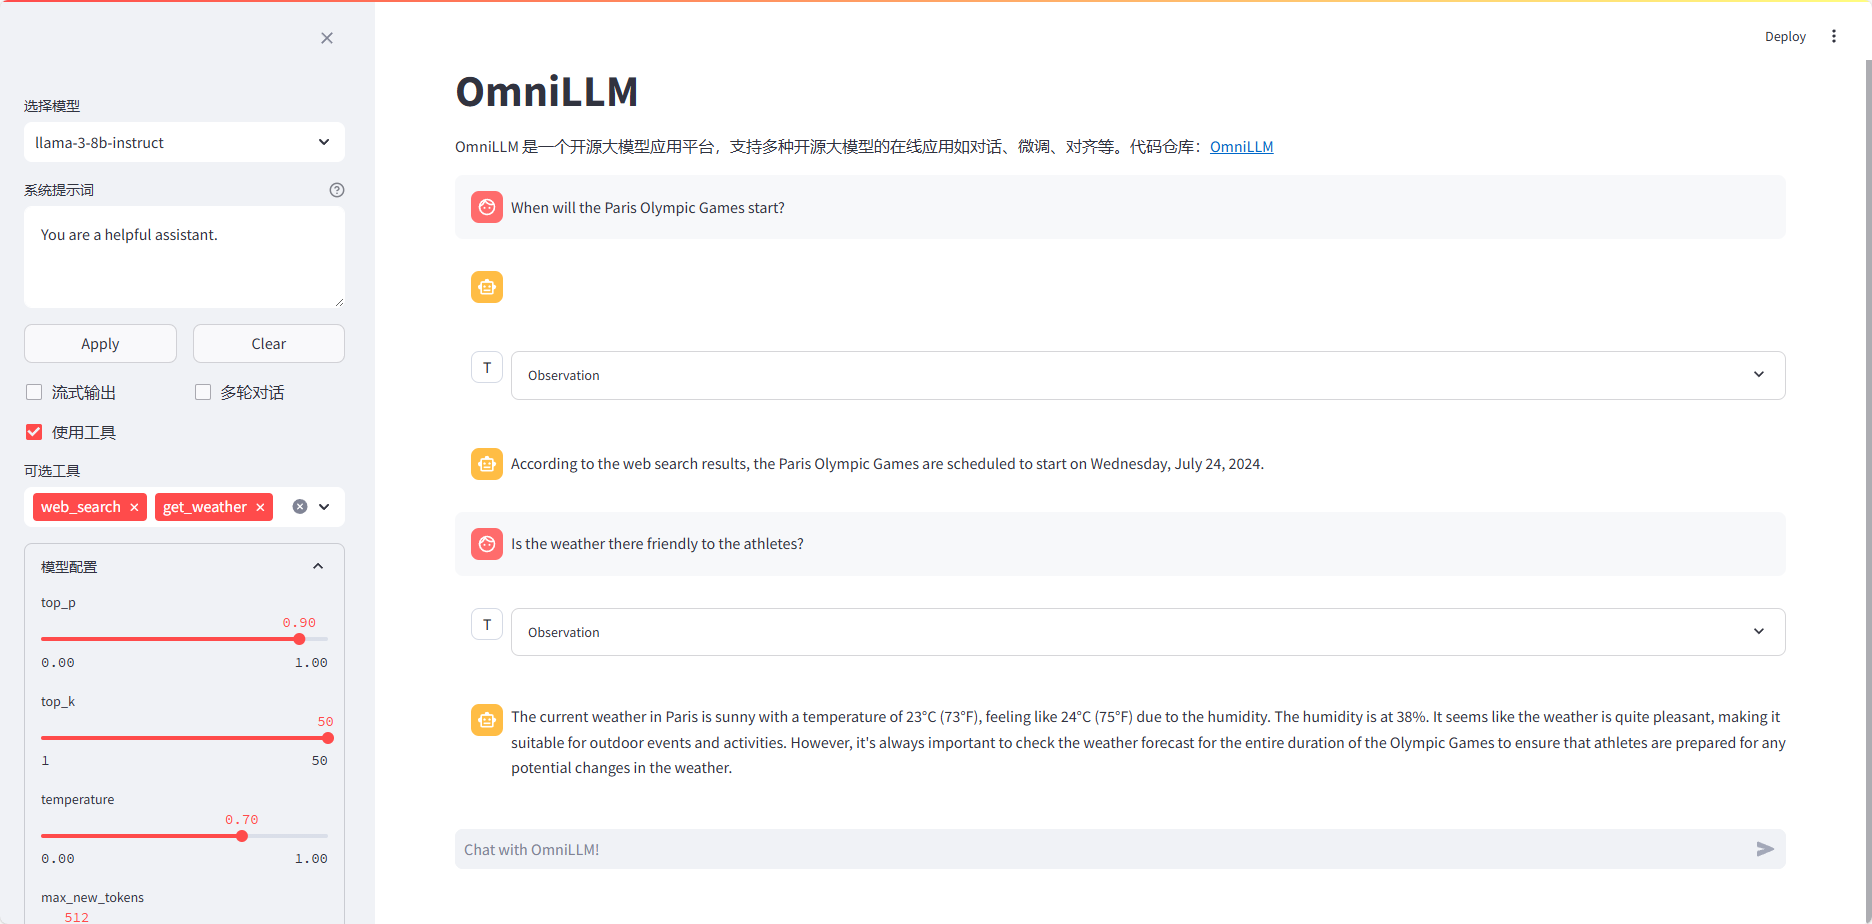 选择模型
llama-3-8b-instruct
系统提示词
You are a helpful assistant.
Apply
Clear
流式输出
多轮对话
使用工具
可选工具
web_search
get_weather
模型配置
top_p
0.90
0.00
1.00
top_k
50
1
50
temperature
0.70
0.00
1.00
max_new_tokens
512
Deploy
OmniLLM
OmniLLM 是一个开源大模型应用平台，支持多种开源大模型的在线应用如对话、微调、对齐等。代码仓库：OmniLLM
When will the Paris Olympic Games start?
T
Observation
According to the web search results, the Paris Olympic Games are scheduled to start on Wednesday, July 24, 2024.
Is the weather there friendly to the athletes?
T
Observation
The current weather in Paris is sunny with a temperature of 23°C (73°F), feeling like 24°C (75°F) due to the humidity. The humidity is at 38%. It seems like the weather is quite pleasant, making it
suitable for outdoor events and activities. However, it's always important to check the weather forecast for the entire duration of the Olympic Games to ensure that athletes are prepared for any
potential changes in the weather.
Chat with OmniLLM!